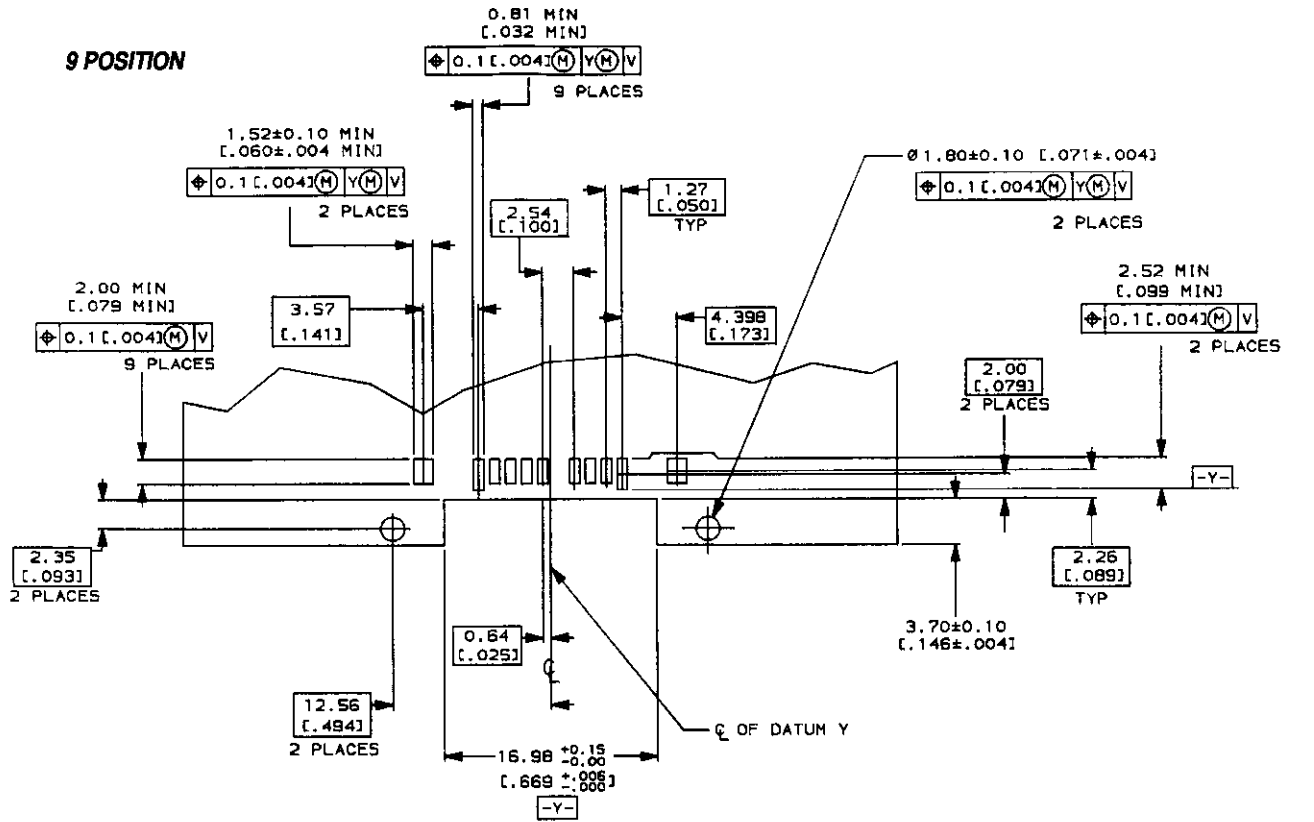 9 POSITION
0.81 MIN
[.032 MIN]
⌖ 0.1[.004]Ⓜ YⓂ V
9 PLACES
1.52±0.10 MIN
[.060±.004 MIN]
⌖ 0.1[.004]Ⓜ YⓂ V
2 PLACES
2.54
[.100]
1.27
[.050]
TYP
Ø1.80±0.10 [.071±.004]
⌖ 0.1[.004]Ⓜ YⓂ V
2 PLACES
2.00 MIN
[.079 MIN]
⌖ 0.1[.004]Ⓜ V
9 PLACES
3.57
[.141]
4.398
[.173]
2.52 MIN
[.099 MIN]
⌖ 0.1[.004]Ⓜ V
2 PLACES
2.00
[.079]
2 PLACES
-Y-
2.35
[.093]
2 PLACES
2.26
[.089]
TYP
3.70±0.10
[.146±.004]
0.64
[.025]
℄
12.56
[.494]
2 PLACES
℄ OF DATUM Y
16.98 +0.15 -0.00
[.669 +.006 -.000]
-Y-